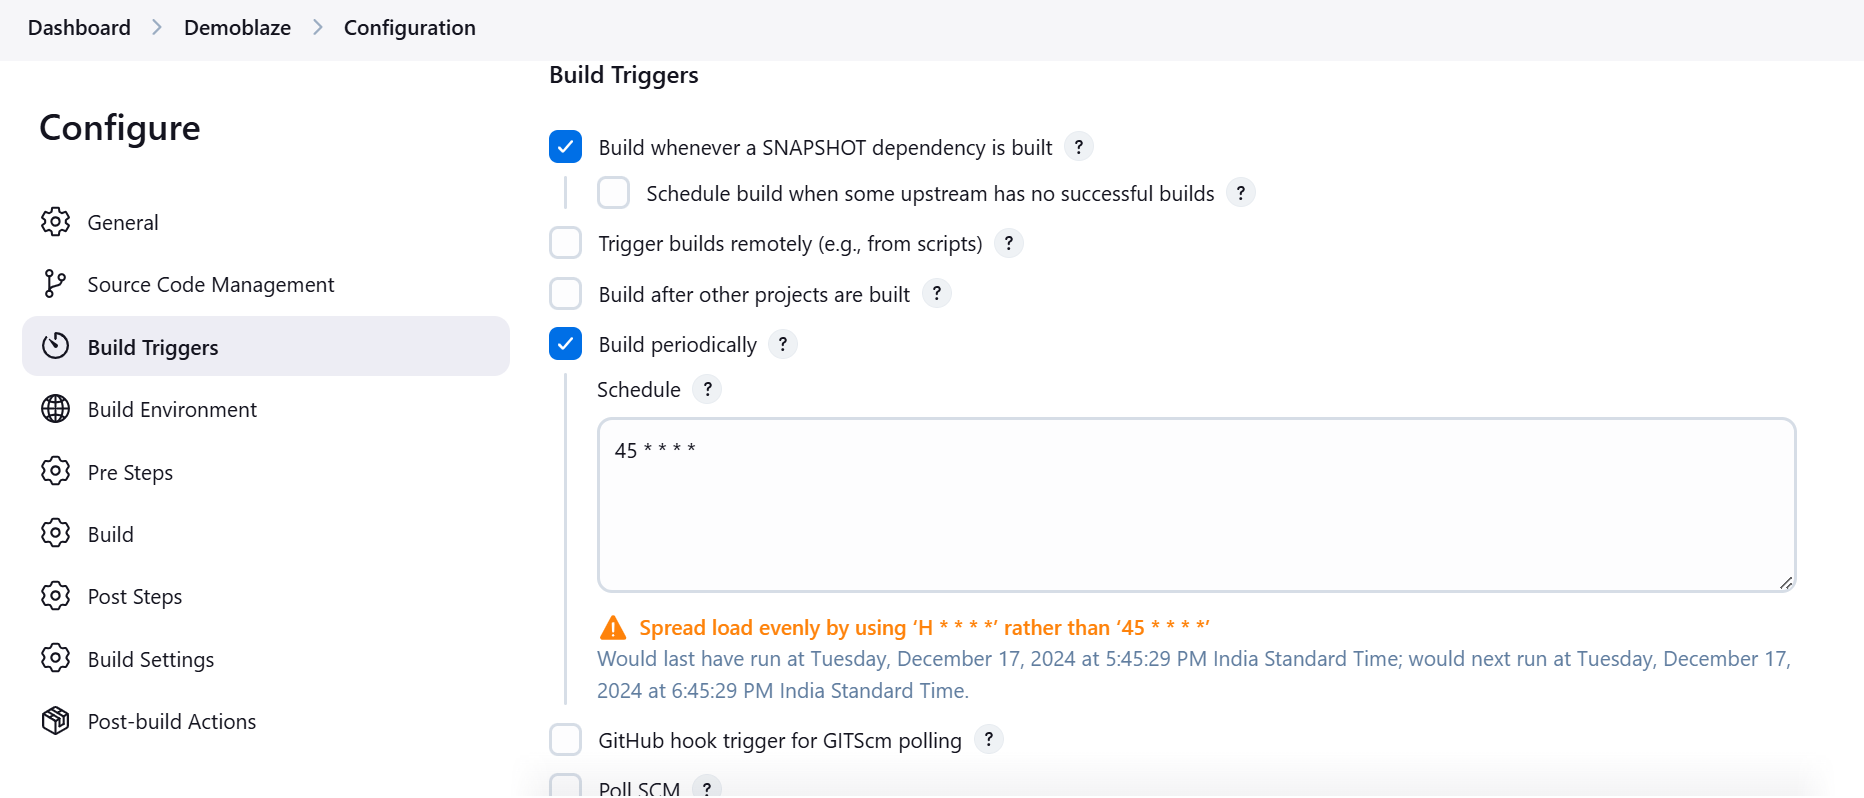 Dashboard > Demoblaze > Configuration
Configure
General
Source Code Management
Build Triggers
Build Environment
Pre Steps
Build
Post Steps
Build Settings
Post-build Actions
Build Triggers
Build whenever a SNAPSHOT dependency is built ?
Schedule build when some upstream has no successful builds ?
Trigger builds remotely (e.g., from scripts) ?
Build after other projects are built ?
Build periodically ?
Schedule ?
45 * * * *
Spread load evenly by using ‘H * * * *’ rather than ‘45 * * * *’
Would last have run at Tuesday, December 17, 2024 at 5:45:29 PM India Standard Time; would next run at Tuesday, December 17,
2024 at 6:45:29 PM India Standard Time.
GitHub hook trigger for GITScm polling ?
Poll SCM ?